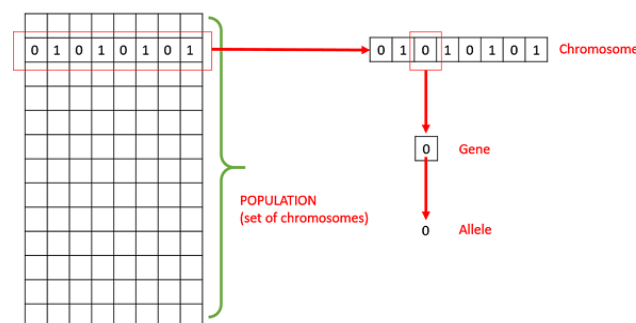 0 1 0 1 0 1 0 1
0 1 0 1 0 1 0 1 Chromosome
0 Gene
POPULATION
(set of chromosomes)
0 Allele